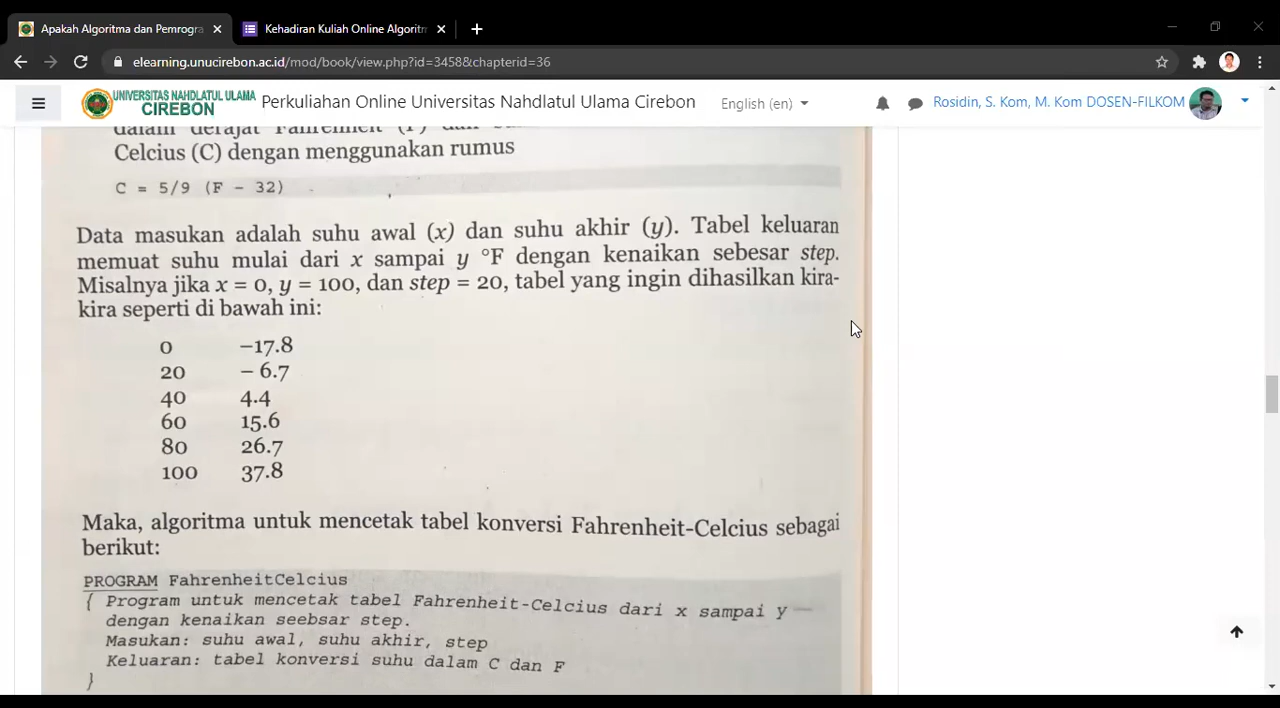 Apakah Algoritma dan Pemrogra
Kehadiran Kuliah Online Algoritm
elearning.unucirebon.ac.id/mod/book/view.php?id=3458&chapterid=36
UNIVERSITAS NAHDLATUL ULAMA
CIREBON
Perkuliahan Online Universitas Nahdlatul Ulama Cirebon
English (en)
Rosidin, S. Kom, M. Kom DOSEN-FILKOM
dalam derajat Fahrenheit (F) dan
Celcius (C) dengan menggunakan rumus
C = 5/9 (F - 32)
Data masukan adalah suhu awal (x) dan suhu akhir (y). Tabel keluaran
memuat suhu mulai dari x sampai y °F dengan kenaikan sebesar step.
Misalnya jika x = 0, y = 100, dan step = 20, tabel yang ingin dihasilkan kira-
kira seperti di bawah ini:
0 -17.8
20 - 6.7
40 4.4
60 15.6
80 26.7
100 37.8
Maka, algoritma untuk mencetak tabel konversi Fahrenheit-Celcius sebagai
berikut:
PROGRAM FahrenheitCelcius
{ Program untuk mencetak tabel Fahrenheit-Celcius dari x sampai y
dengan kenaikan seebsar step.
Masukan: suhu awal, suhu akhir, step
Keluaran: tabel konversi suhu dalam C dan F
}